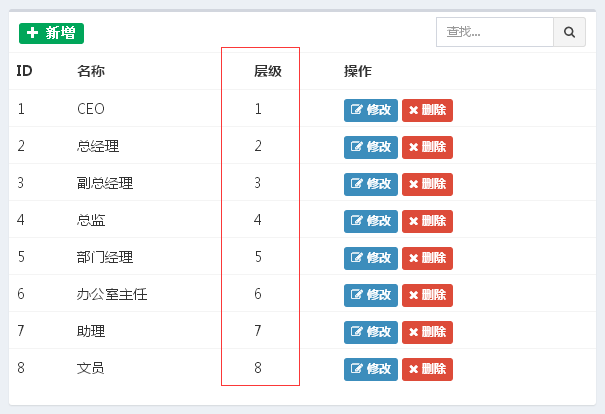 新增
查找...
ID 名称 层级 操作
1 CEO 1 修改 删除
2 总经理 2 修改 删除
3 副总经理 3 修改 删除
4 总监 4 修改 删除
5 部门经理 5 修改 删除
6 办公室主任 6 修改 删除
7 助理 7 修改 删除
8 文员 8 修改 删除